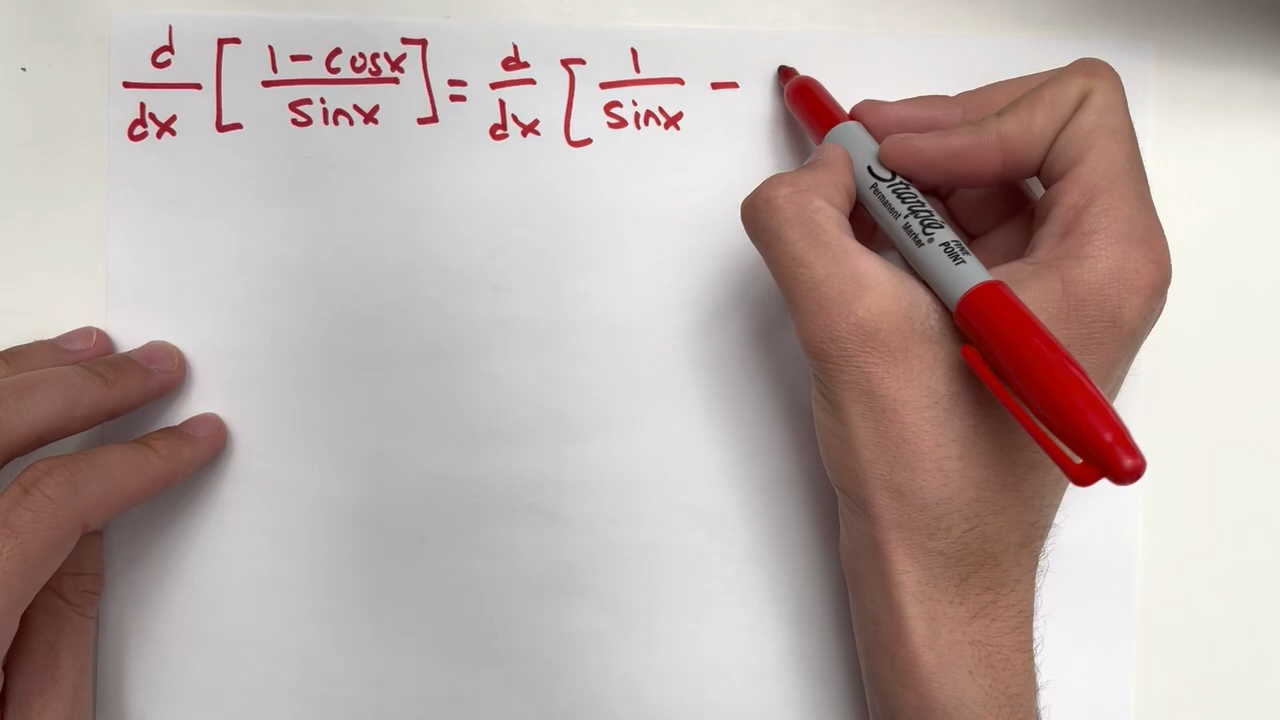 d/dx [ 1 - cosx / sinx ] = d/dx [ 1 / sinx -
Sharpie®
Permanent Marker
FINE POINT